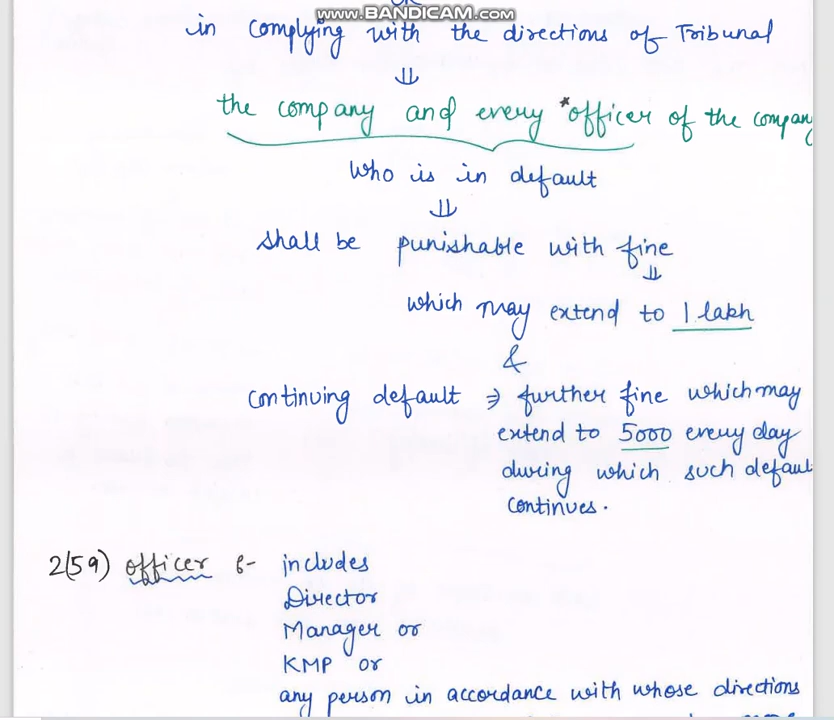 www.BANDICAM.com
in complying with the directions of Tribunal
⇓
the company and every *officer of the company
Who is in default
⇓
shall be punishable with fine
⇓
which may extend to 1 lakh
&
continuing default ⇒ further fine which may
extend to 5000 every day
during which such default
continues.
2(59) officer :- includes
Director
Manager or
KMP or
any person in accordance with whose directions